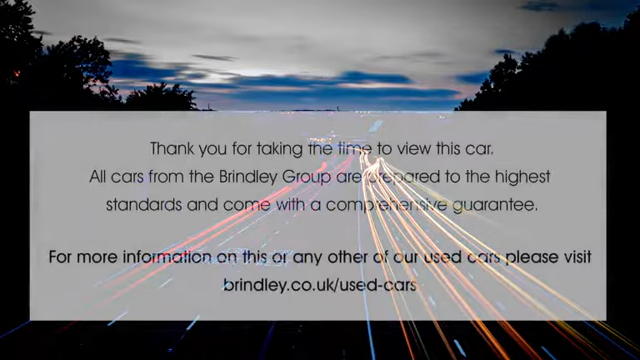 Thank you for taking the time to view this car.
All cars from the Brindley Group are prepared to the highest
standards and come with a comprehensive guarantee.
For more information on this or any other of our used cars please visit
brindley.co.uk/used-cars